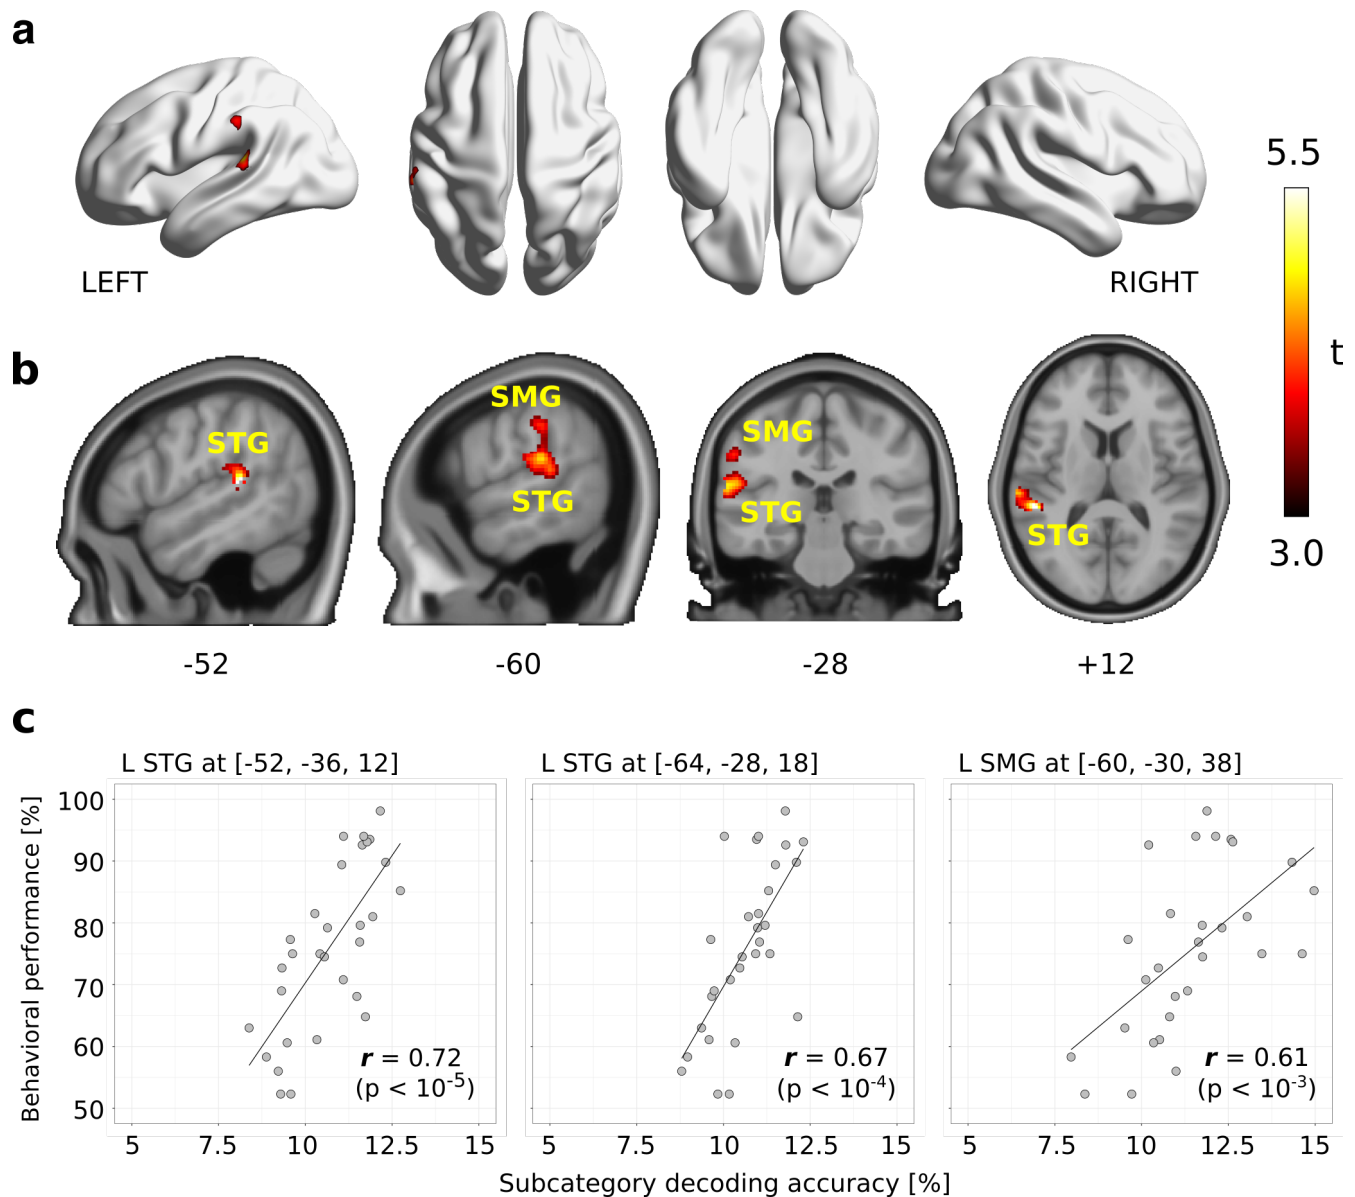 a
LEFT
RIGHT
5.5
t
3.0
b
STG
SMG
STG
SMG
STG
STG
-52
-60
-28
+12
c
L STG at [-52, -36, 12]
L STG at [-64, -28, 18]
L SMG at [-60, -30, 38]
Behavioral performance [%]
100
90
80
70
60
50
r = 0.72
(p < 10-5)
r = 0.67
(p < 10-4)
r = 0.61
(p < 10-3)
5 7.5 10 12.5 15
5 7.5 10 12.5 15
5 7.5 10 12.5 15
Subcategory decoding accuracy [%]